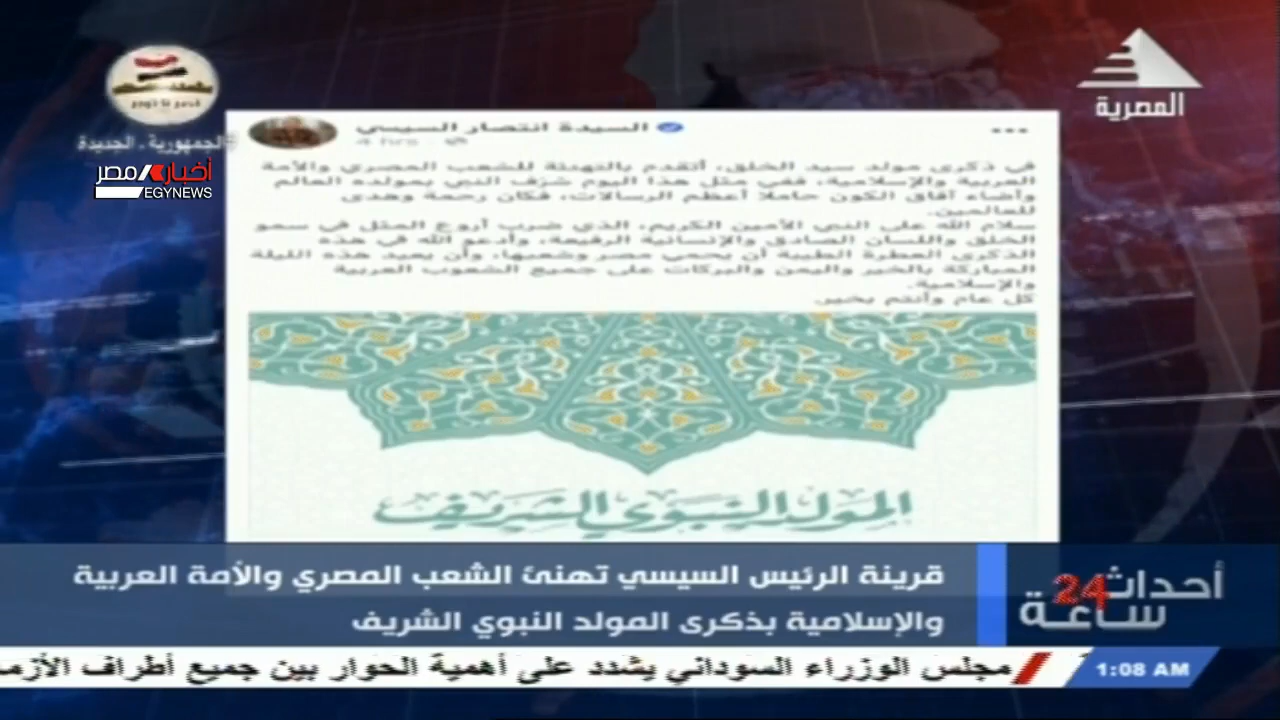 المصرية
الجمهورية الجديدة
أخبار مصر
EGYNEWS
السيدة انتصار السيسي
4 hrs
في ذكرى مولد سيد الخلق، أتقدم بالتهنئة للشعب المصري والأمة
العربية والإسلامية، ففي مثل هذا اليوم شرف النبي بمولده العالم
وأضاء آفاق الكون حاملا أعظم الرسالات، فكان رحمة وهدى
للعالمين.
سلام الله على النبي الأمين الكريم، الذي ضرب أروع المثل في سمو
الخلق واللسان الصادق والإنسانية الرفيعة، وأدعو الله في هذه
الذكرى العطرة الطيبة أن يحمي مصر وشعبها، وأن يعيد هذه الليلة
المباركة بالخير واليمن والبركات على جميع الشعوب العربية
والإسلامية.
كل عام وأنتم بخير
المولد النبوي الشريف
قرينة الرئيس السيسي تهنئ الشعب المصري والأمة العربية
والإسلامية بذكرى المولد النبوي الشريف
أحداث 24 ساعة
مجلس الوزراء السوداني يشدد على أهمية الحوار بين جميع أطراف الأزم
1:08 AM